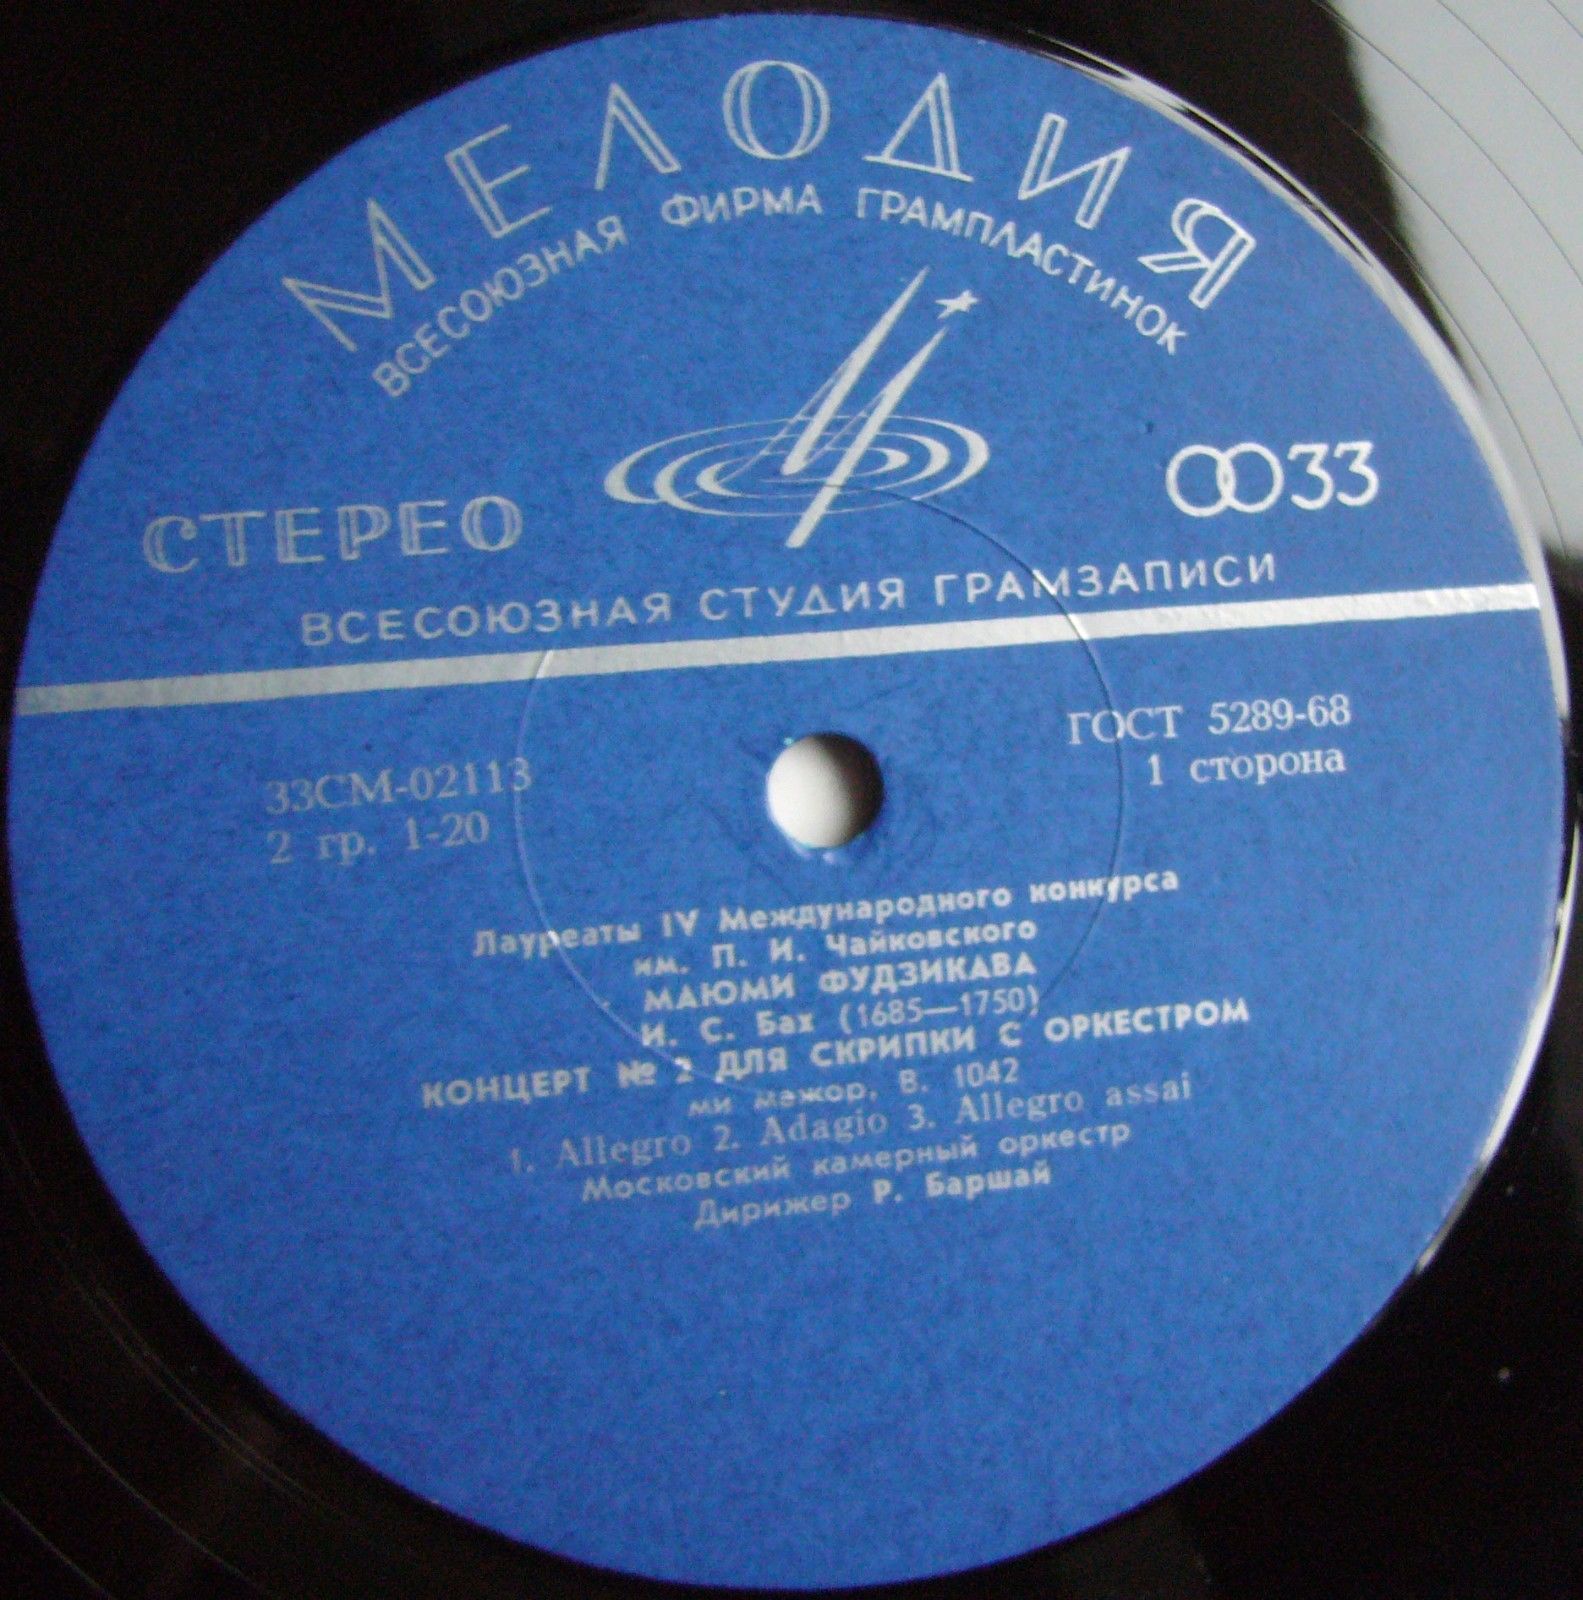 МЕЛОДИЯ
ВСЕСОЮЗНАЯ ФИРМА ГРАМПЛАСТИНОК
СТЕРЕО
33
ВСЕСОЮЗНАЯ СТУДИЯ ГРАМЗАПИСИ
33СМ-02113
2 гр. 1-20
ГОСТ 5289-68
1 сторона
Лауреаты IV Международного конкурса
им. П. И. Чайковского
МАЮМИ ФУДЗИКАВА
И. С. Бах (1685—1750)
КОНЦЕРТ № 2 ДЛЯ СКРИПКИ С ОРКЕСТРОМ
ми мажор, В. 1042
1. Allegro 2. Adagio 3. Allegro assai
Московский камерный оркестр
Дирижер Р. Баршай